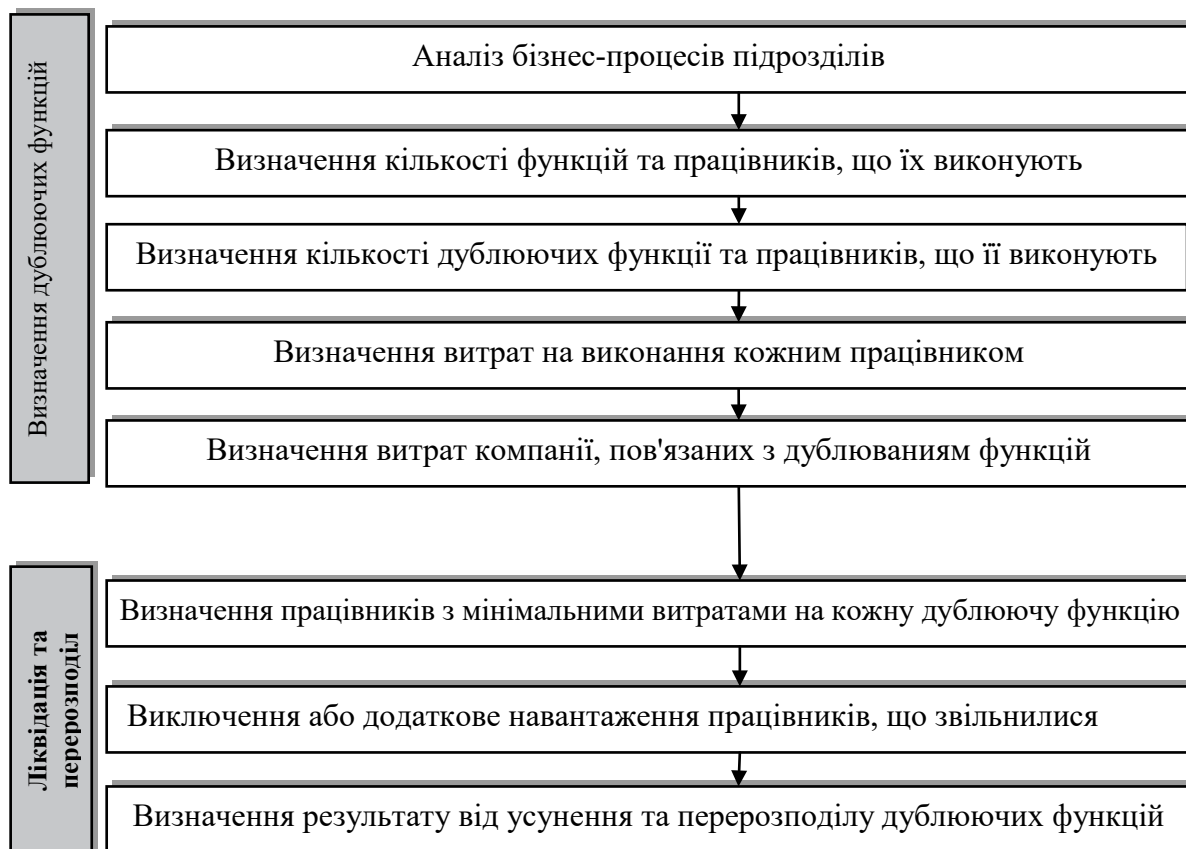 Визначення дублюючих функцій
Аналіз бізнес-процесів підрозділів
Визначення кількості функцій та працівників, що їх виконують
Визначення кількості дублюючих функції та працівників, що її виконують
Визначення витрат на виконання кожним працівником
Визначення витрат компанії, пов'язаних з дублюваниям функцій
Ліквідація та
перерозподіл
Визначення працівників з мінімальними витратами на кожну дублюючу функцію
Виключення або додаткове навантаження працівників, що звільнилися
Визначення результату від усунення та перерозподілу дублюючих функцій